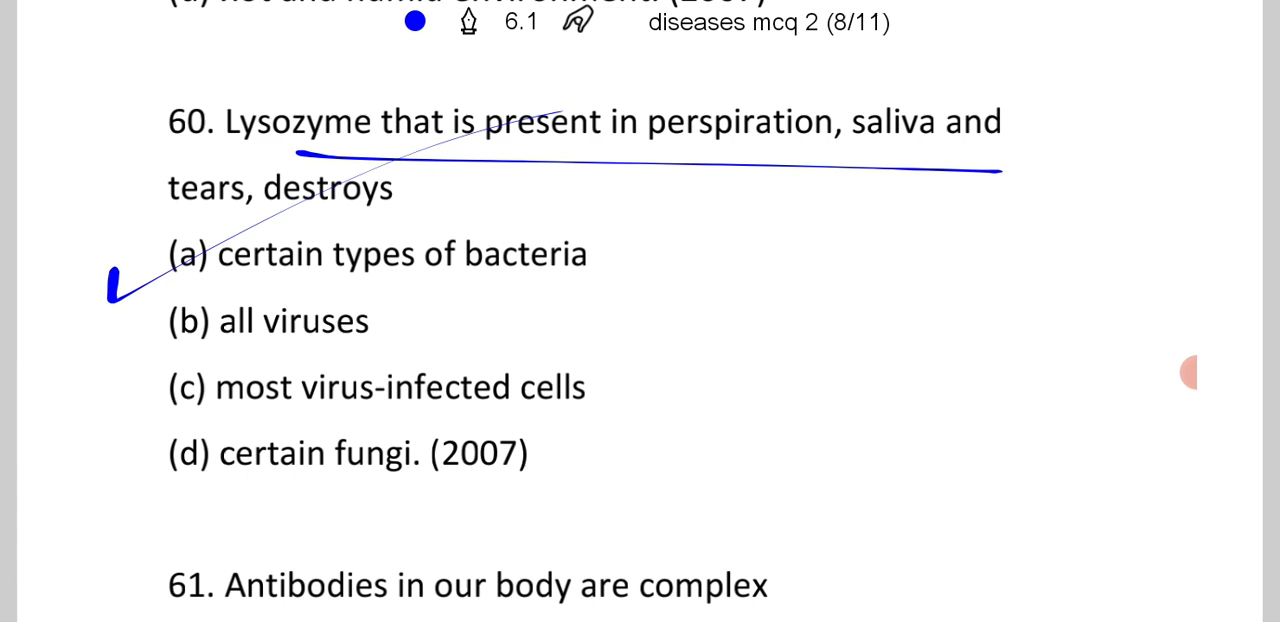 6.1 diseases mcq 2 (8/11)
60. Lysozyme that is present in perspiration, saliva and
tears, destroys
(a) certain types of bacteria
(b) all viruses
(c) most virus-infected cells
(d) certain fungi. (2007)
61. Antibodies in our body are complex